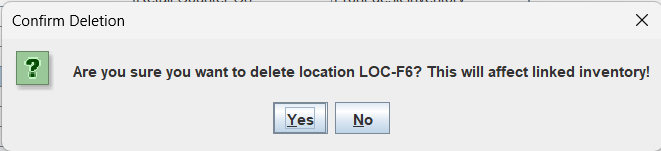 Confirm Deletion
Are you sure you want to delete location LOC-F6? This will affect linked inventory!
Yes No